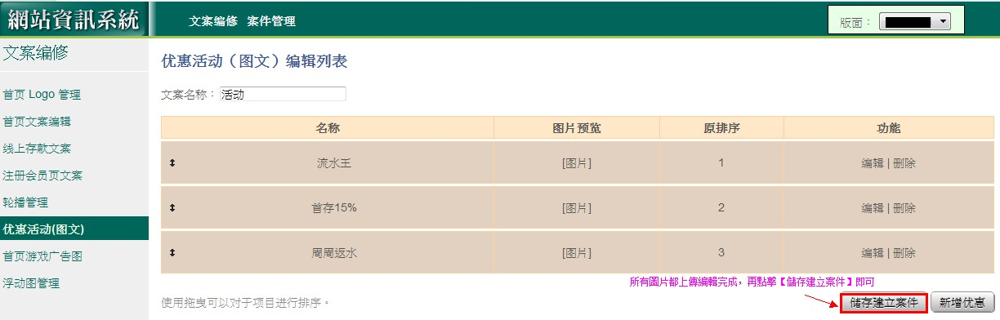 網站資訊系統
文案编修 案件管理
版面：
文案编修
首页 Logo 管理
首页文案编辑
线上存款文案
注册会员页文案
轮播管理
优惠活动(图文)
首页游戏广告图
浮动图管理
优惠活动（图文）编辑列表
文案名称：活动
名称 图片预览 原排序 功能
流水王 [图片] 1 编辑 | 删除
首存15% [图片] 2 编辑 | 删除
周周返水 [图片] 3 编辑 | 删除
所有圖片都上傳編輯完成，再點擊【儲存建立案件】即可
使用拖曳可以对于项目进行排序。
储存建立案件 新增优惠